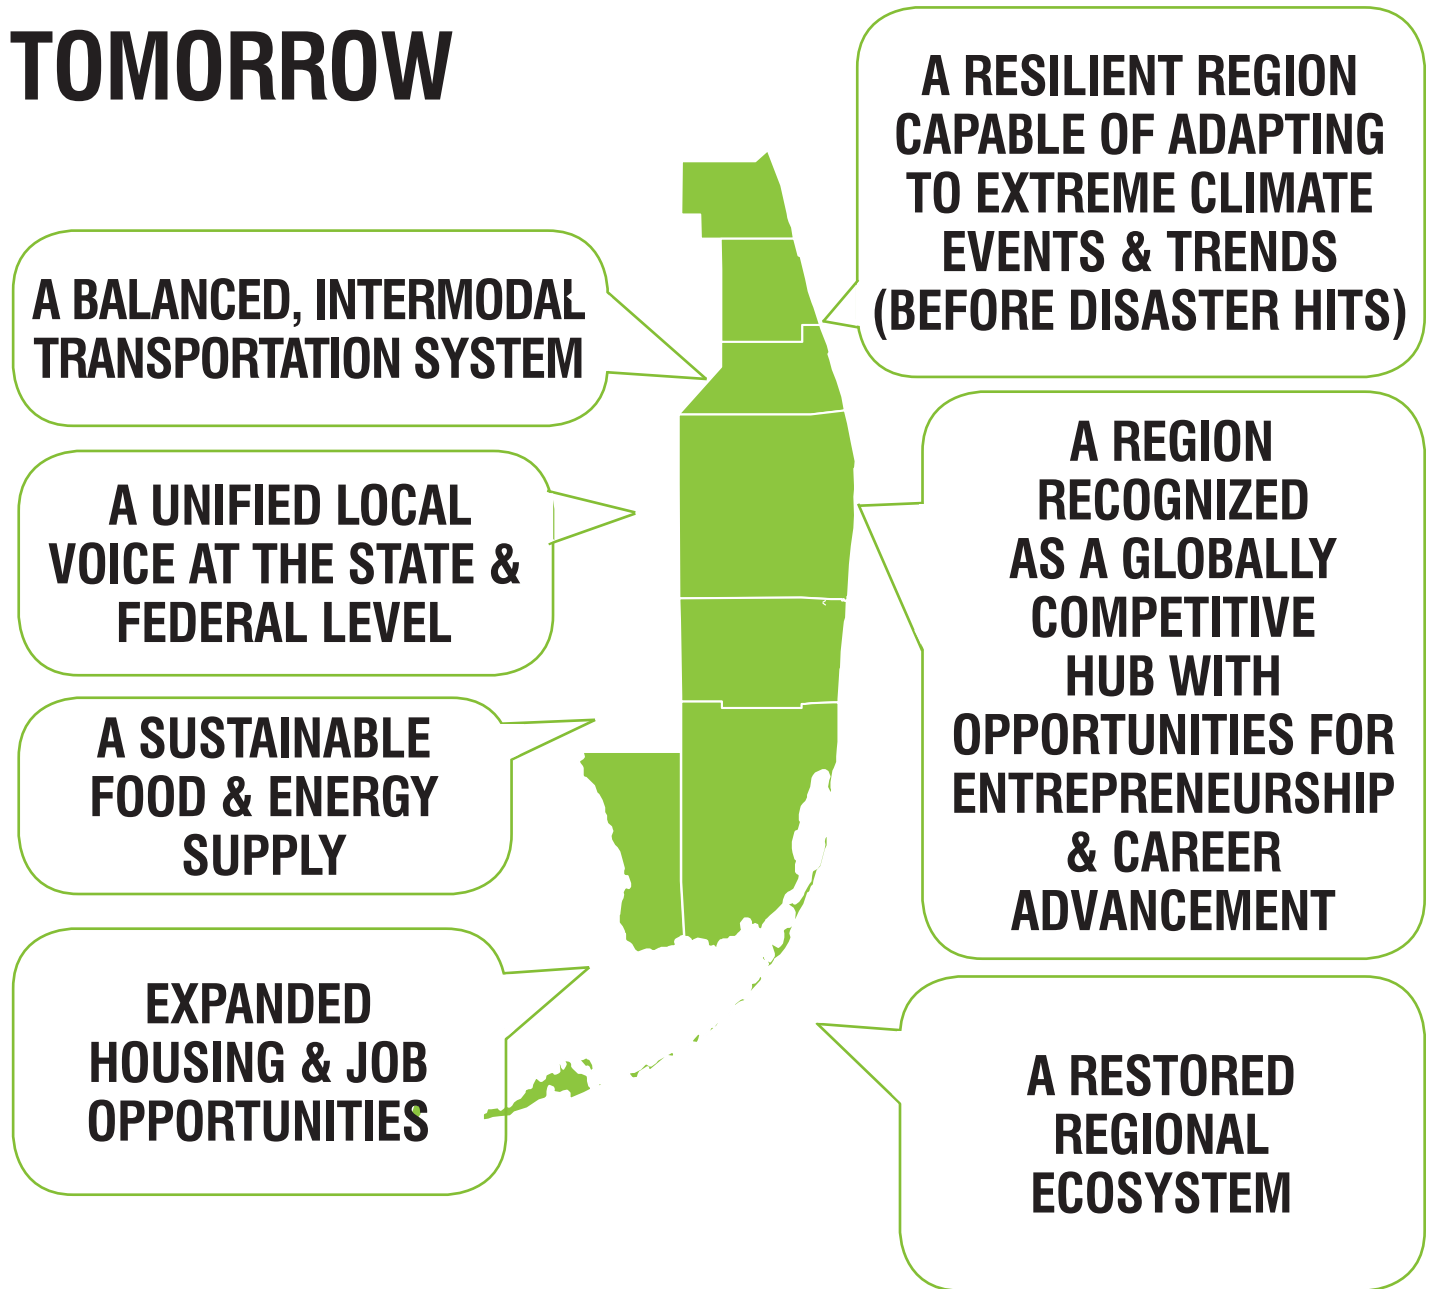 TOMORROW
A BALANCED, INTERMODAL
TRANSPORTATION SYSTEM
A UNIFIED LOCAL
VOICE AT THE STATE &
FEDERAL LEVEL
A SUSTAINABLE
FOOD & ENERGY
SUPPLY
EXPANDED
HOUSING & JOB
OPPORTUNITIES
A RESILIENT REGION
CAPABLE OF ADAPTING
TO EXTREME CLIMATE
EVENTS & TRENDS
(BEFORE DISASTER HITS)
A REGION
RECOGNIZED
AS A GLOBALLY
COMPETITIVE
HUB WITH
OPPORTUNITIES FOR
ENTREPRENEURSHIP
& CAREER
ADVANCEMENT
A RESTORED
REGIONAL
ECOSYSTEM